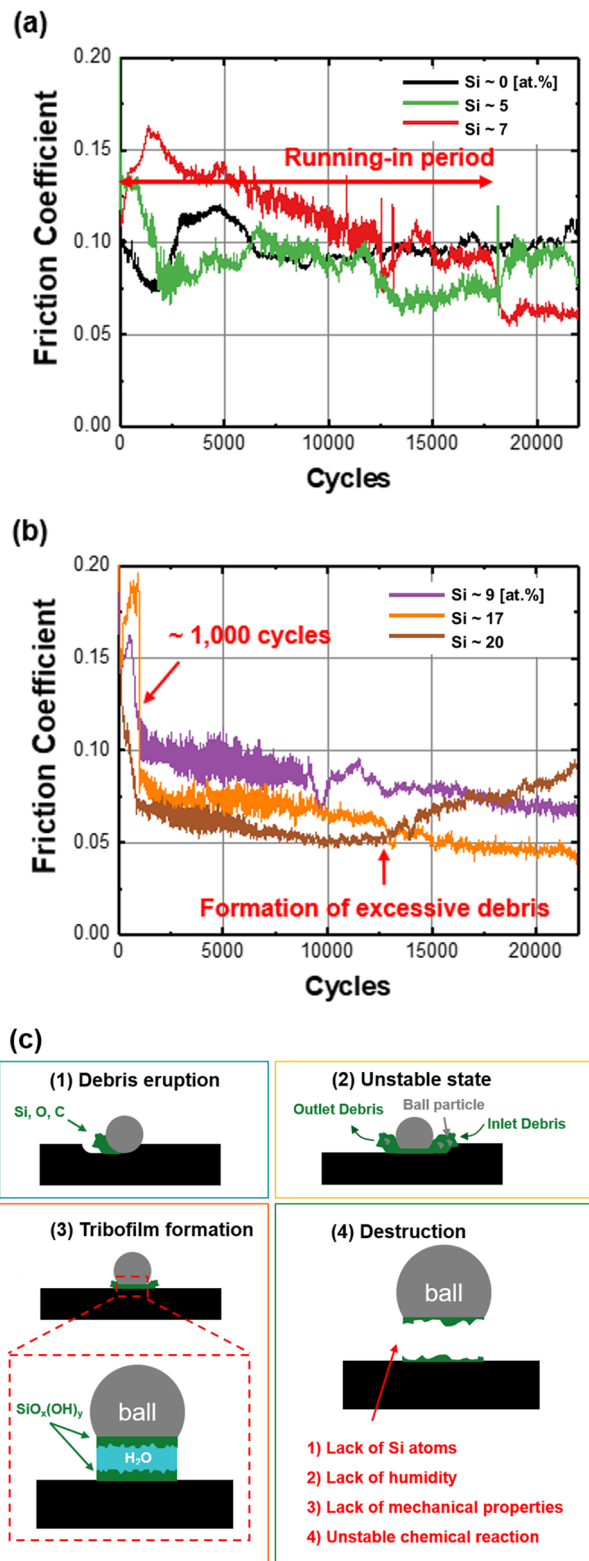 (a)
Friction Coefficient
0.20
0.15
0.10
0.05
0.00
Si ~ 0 [at.%]
Si ~ 5
Si ~ 7
Running-in period
0 5000 10000 15000 20000
Cycles
(b)
Friction Coefficient
0.20
0.15
0.10
0.05
0.00
Si ~ 9 [at.%]
Si ~ 17
Si ~ 20
~ 1,000 cycles
Formation of excessive debris
0 5000 10000 15000 20000
Cycles
(c)
(1) Debris eruption
Si, O, C
(2) Unstable state
Outlet Debris
Ball particle
Inlet Debris
(3) Tribofilm formation
SiOₓ(OH)ᵧ
ball
H₂O
(4) Destruction
ball
1) Lack of Si atoms
2) Lack of humidity
3) Lack of mechanical properties
4) Unstable chemical reaction